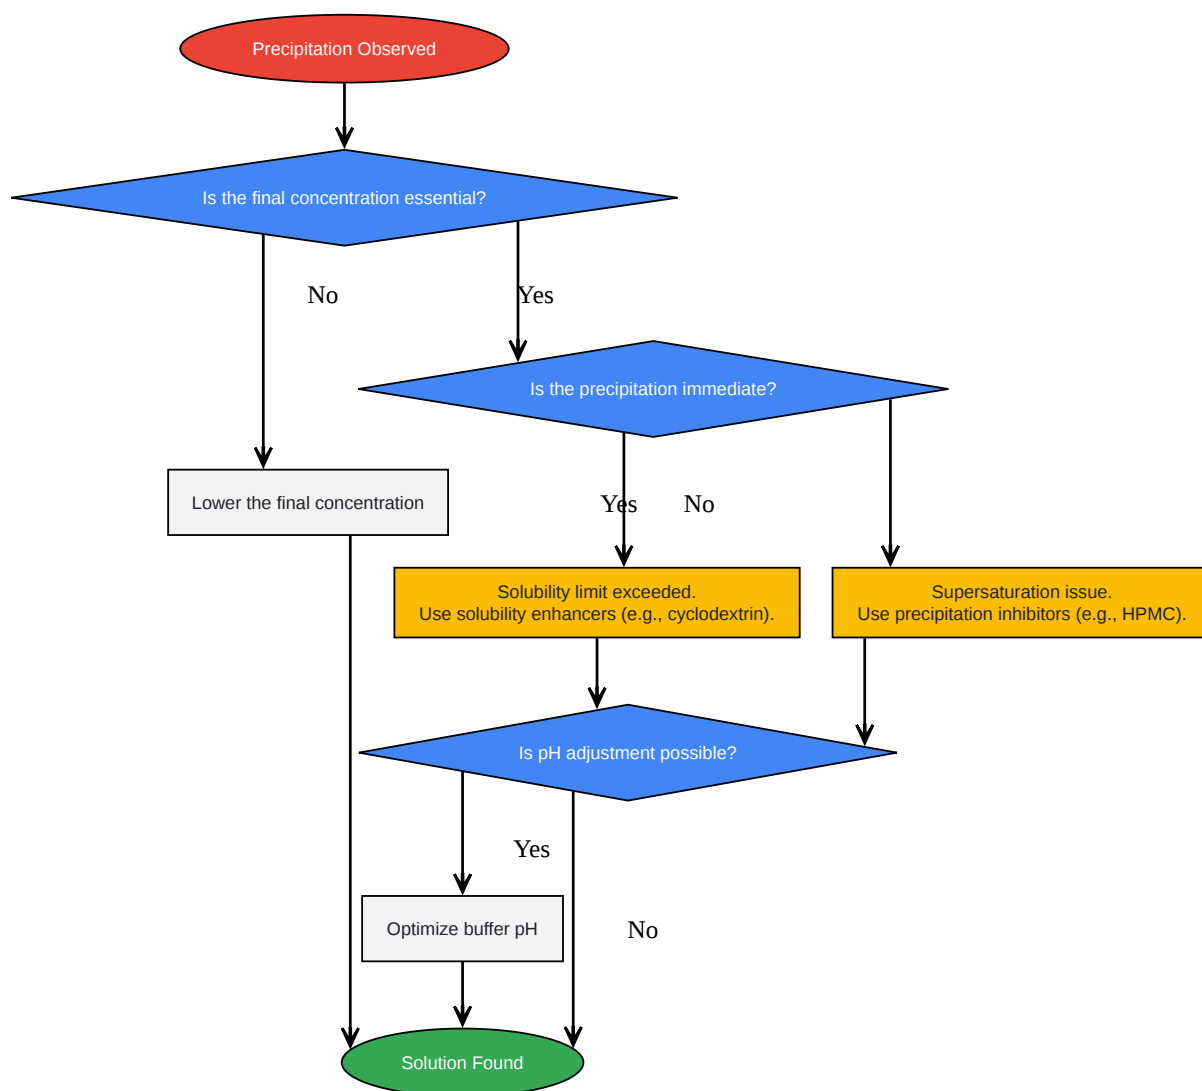 Precipitation Observed
Is the final concentration essential?
No
Yes
Is the precipitation immediate?
Lower the final concentration
Yes
No
Solubility limit exceeded.
Use solubility enhancers (e.g., cyclodextrin).
Supersaturation issue.
Use precipitation inhibitors (e.g., HPMC).
Is pH adjustment possible?
Yes
Optimize buffer pH
No
Solution Found